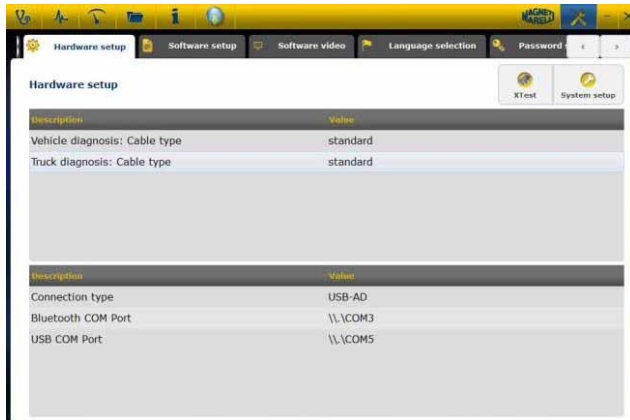 MAGNETI
MARELLI
Hardware setup
Software setup
Software video
Language selection
Password
Hardware setup
XTest
System setup
Description Value
Vehicle diagnosis: Cable type standard
Truck diagnosis: Cable type standard
Description Value
Connection type USB-AD
Bluetooth COM Port \\.\COM3
USB COM Port \\.\COM5